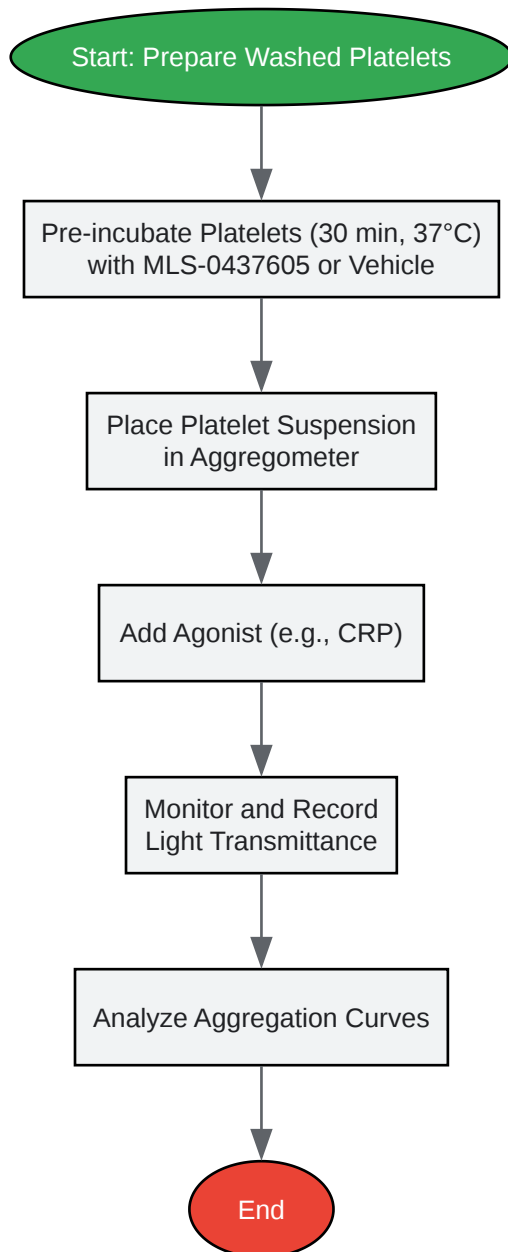 Start: Prepare Washed Platelets
Pre-incubate Platelets (30 min, 37°C)
with MLS-0437605 or Vehicle
Place Platelet Suspension
in Aggregometer
Add Agonist (e.g., CRP)
Monitor and Record
Light Transmittance
Analyze Aggregation Curves
End